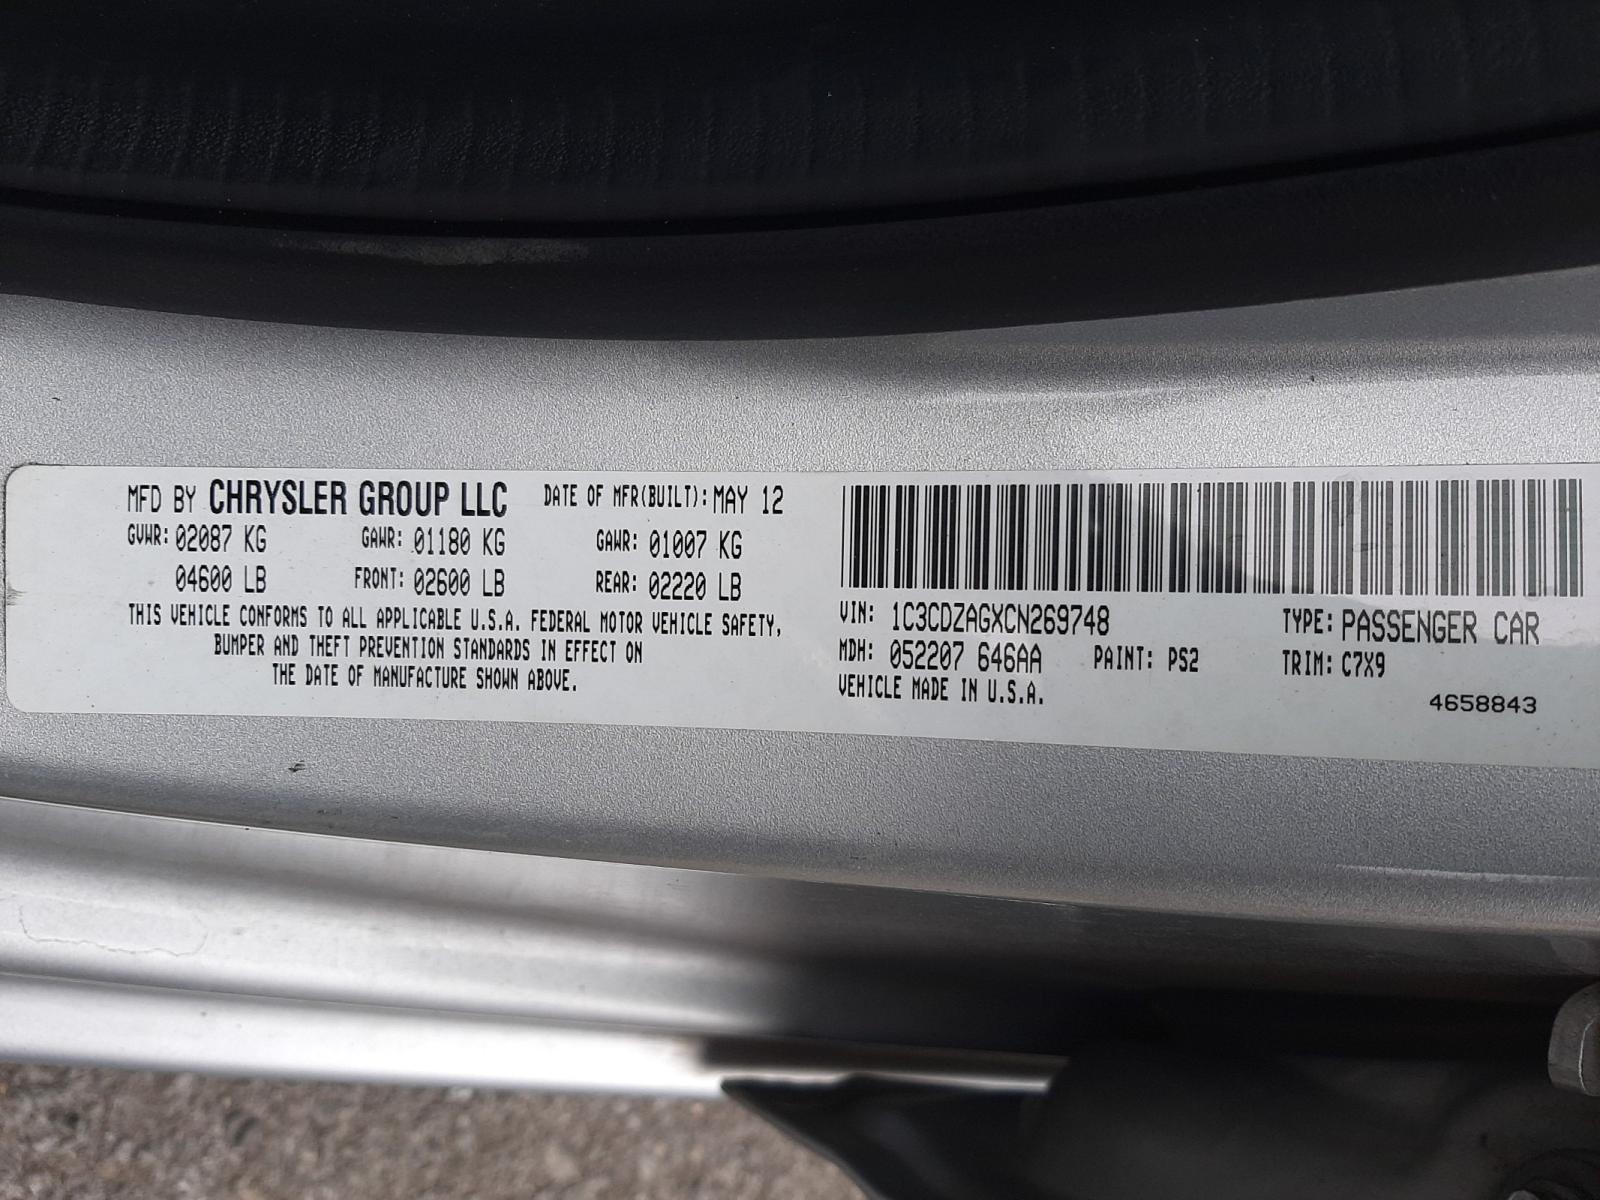 MFD BY CHRYSLER GROUP LLC DATE OF MFR(BUILT): MAY 12
GVWR: 02087 KG GAWR: 01180 KG GAWR: 01007 KG
04600 LB FRONT: 02600 LB REAR: 02220 LB
THIS VEHICLE CONFORMS TO ALL APPLICABLE U.S.A. FEDERAL MOTOR VEHICLE SAFETY,
BUMPER AND THEFT PREVENTION STANDARDS IN EFFECT ON
THE DATE OF MANUFACTURE SHOWN ABOVE.
VIN: 1C3CDZAGXCN269748 TYPE: PASSENGER CAR
MDH: 052207 646AA PAINT: PS2 TRIM: C7X9
VEHICLE MADE IN U.S.A.
4658843